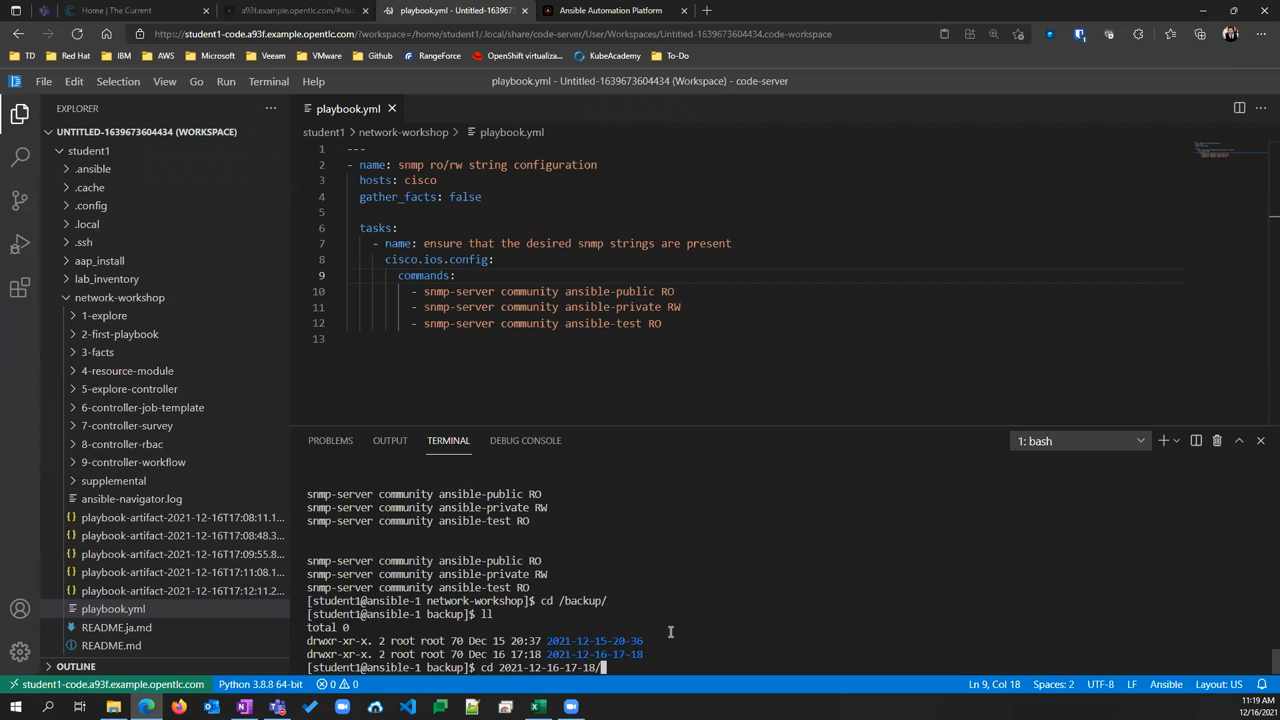 Home | The Current
a93f.example.opentlc.com/#stud
playbook.yml - Untitled-1639673
Ansible Automation Platform
https://student1-code.a93f.example.opentlc.com/?workspace=/home/student1/.local/share/code-server/User/Workspaces/Untitled-1639673604434.code-workspace
TD
Red Hat
IBM
AWS
Microsoft
Veeam
VMware
Github
RangeForce
OpenShift virtualiza...
KubeAcademy
To-Do
File Edit Selection View Go Run Terminal Help
playbook.yml - Untitled-1639673604434 (Workspace) - code-server
EXPLORER
playbook.yml
UNTITLED-1639673604434 (WORKSPACE)
student1
.ansible
.cache
.config
.local
.ssh
aap_install
lab_inventory
network-workshop
1-explore
2-first-playbook
3-facts
4-resource-module
5-explore-controller
6-controller-job-template
7-controller-survey
8-controller-rbac
9-controller-workflow
supplemental
ansible-navigator.log
playbook-artifact-2021-12-16T17:08:11.1...
playbook-artifact-2021-12-16T17:08:48.3...
playbook-artifact-2021-12-16T17:09:55.8...
playbook-artifact-2021-12-16T17:11:08.1...
playbook-artifact-2021-12-16T17:12:11.2...
playbook.yml
README.ja.md
README.md
OUTLINE
student1 > network-workshop > playbook.yml
1 ---
2 - name: snmp ro/rw string configuration
3 hosts: cisco
4 gather_facts: false
5
6 tasks:
7 - name: ensure that the desired snmp strings are present
8 cisco.ios.config:
9 commands:
10 - snmp-server community ansible-public RO
11 - snmp-server community ansible-private RW
12 - snmp-server community ansible-test RO
13
PROBLEMS OUTPUT TERMINAL DEBUG CONSOLE
1: bash
snmp-server community ansible-public RO
snmp-server community ansible-private RW
snmp-server community ansible-test RO
snmp-server community ansible-public RO
snmp-server community ansible-private RW
snmp-server community ansible-test RO
[student1@ansible-1 network-workshop]$ cd /backup/
[student1@ansible-1 backup]$ ll
total 0
drwxr-xr-x. 2 root root 70 Dec 15 20:37 2021-12-15-20-36
drwxr-xr-x. 2 root root 70 Dec 16 17:18 2021-12-16-17-18
[student1@ansible-1 backup]$ cd 2021-12-16-17-18/
student1-code.a93f.example.opentlc.com
Python 3.8.8 64-bit
0
0
Ln 9, Col 18
Spaces: 2
UTF-8
LF
Ansible
Layout: US
11:19 AM
12/16/2021